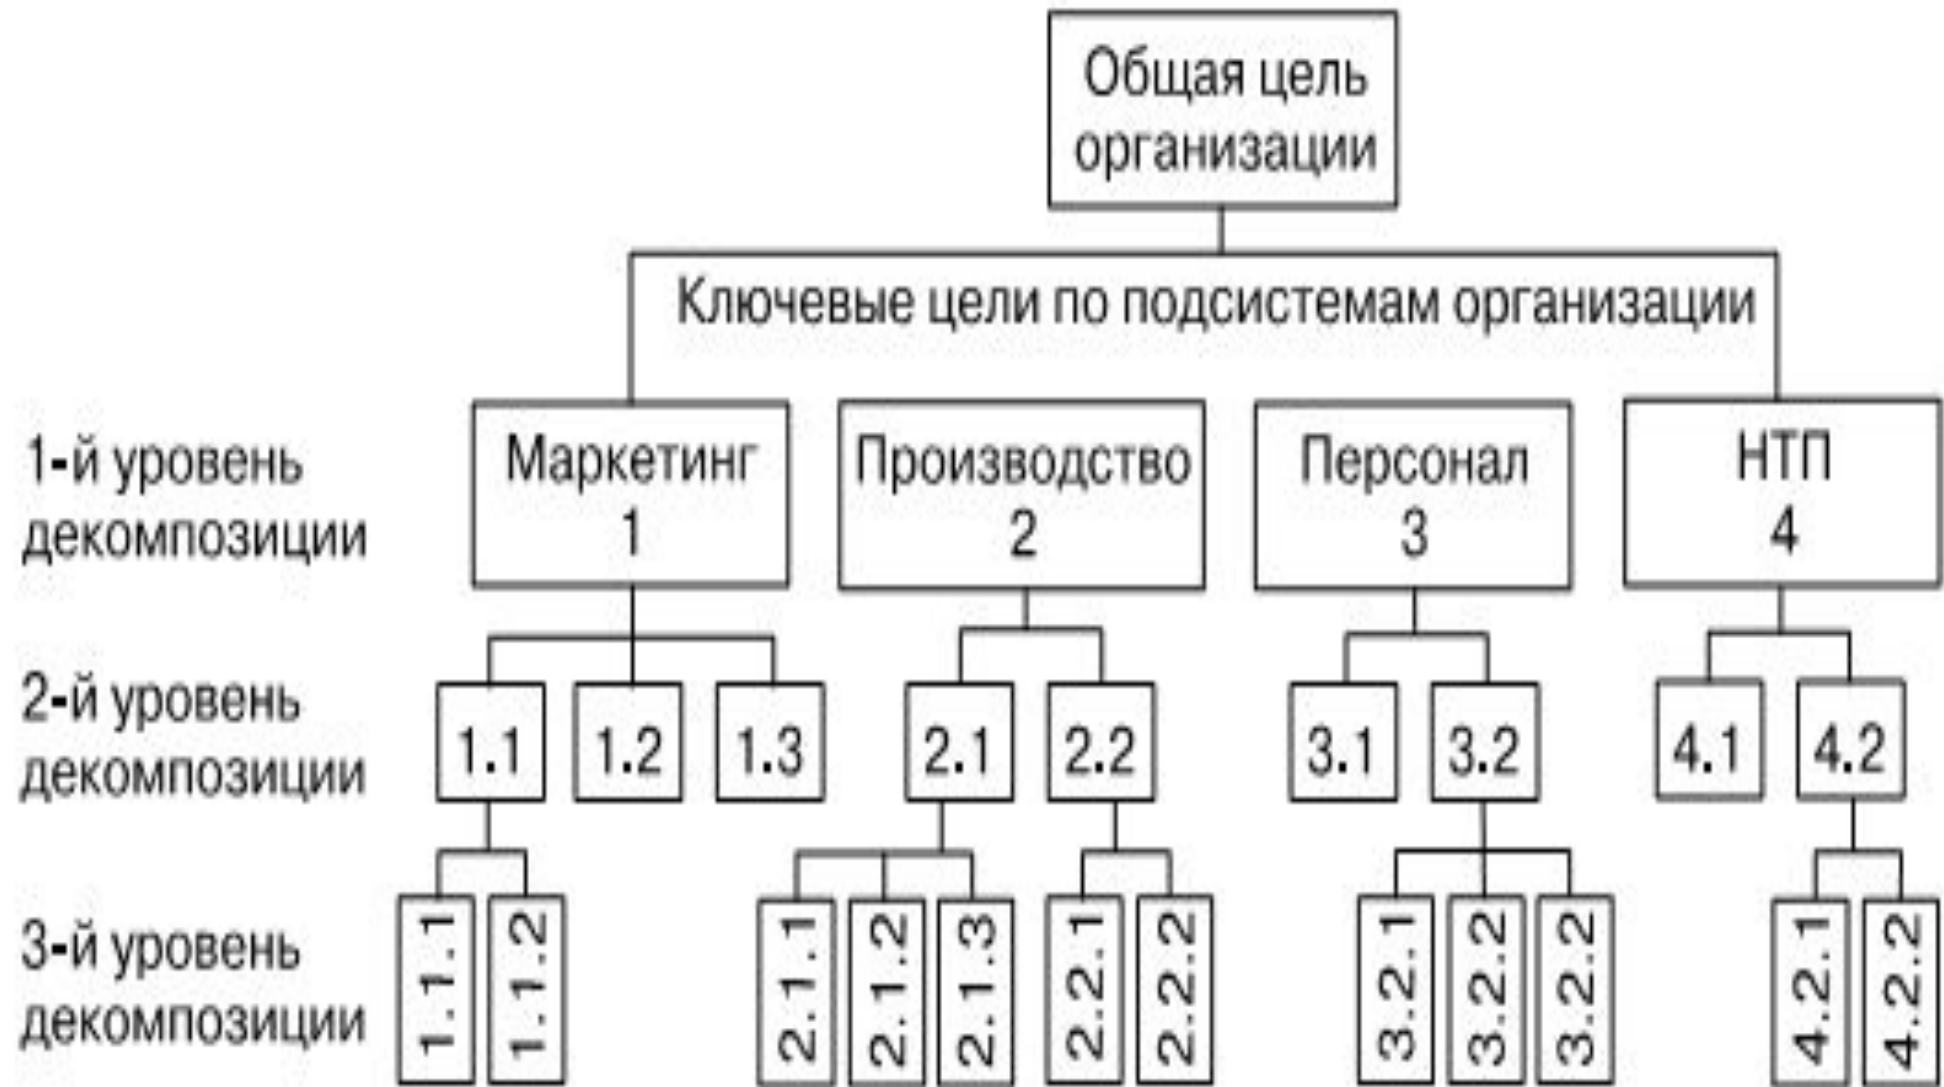 Общая цель
организации
Ключевые цели по подсистемам организации
1-й уровень
декомпозиции
Маркетинг
1
Производство
2
Персонал
3
НТП
4
2-й уровень
декомпозиции
1.1
1.2
1.3
2.1
2.2
3.1
3.2
4.1
4.2
3-й уровень
декомпозиции
1.1.1
1.1.2
2.1.1
2.1.2
2.1.3
2.2.1
2.2.2
3.2.1
3.2.2
3.2.2
4.2.1
4.2.2